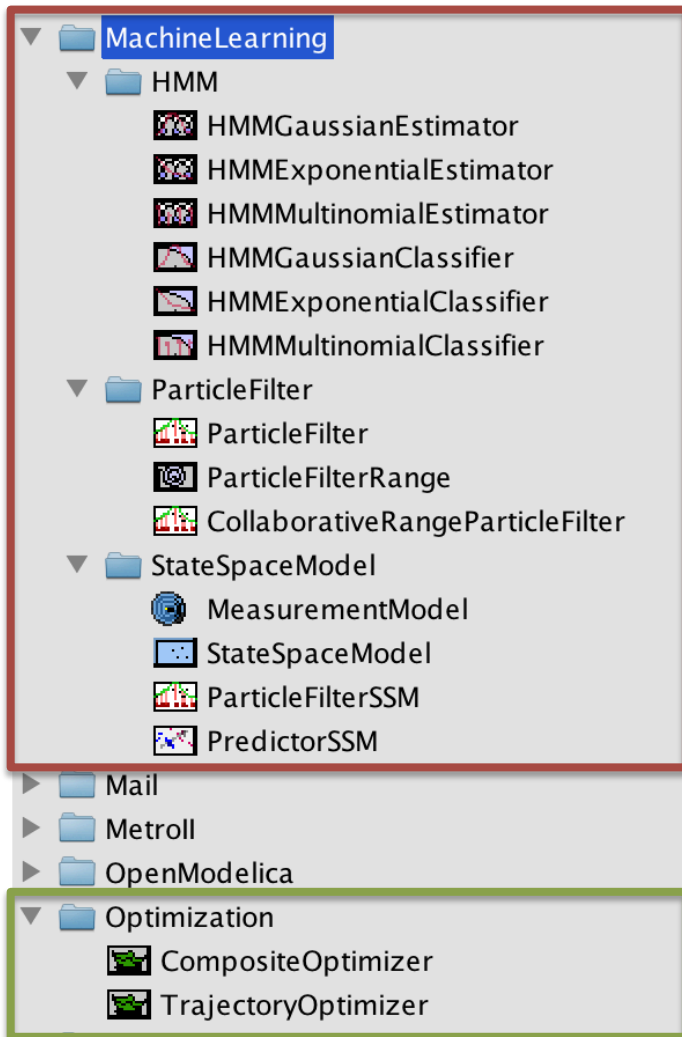 MachineLearning
HMM
HMMGaussianEstimator
HMMExponentialEstimator
HMMMultinomialEstimator
HMMGaussianClassifier
HMMExponentialClassifier
HMMMultinomialClassifier
ParticleFilter
ParticleFilter
ParticleFilterRange
CollaborativeRangeParticleFilter
StateSpaceModel
MeasurementModel
StateSpaceModel
ParticleFilterSSM
PredictorSSM
Mail
MetroII
OpenModelica
Optimization
CompositeOptimizer
TrajectoryOptimizer